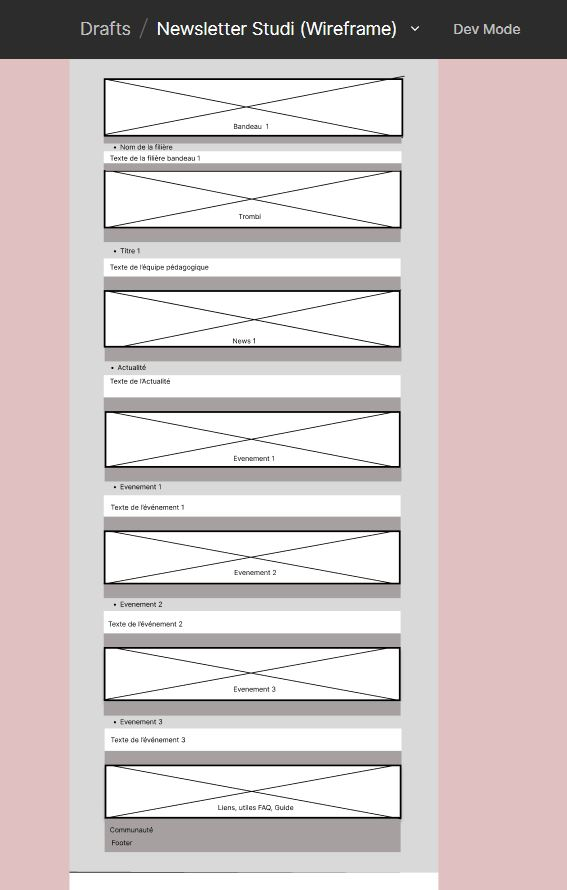 Drafts / Newsletter Studi (Wireframe) Dev Mode
Bandeau 1
• Nom de la filière
Texte de la filière bandeau 1
Trombi
• Titre 1
Texte de l'équipe pédagogique
News 1
• Actualité
Texte de l'Actualité
Evenement 1
• Evenement 1
Texte de l'événement 1
Evenement 2
• Evenement 2
Texte de l'événement 2
Evenement 3
• Evenement 3
Texte de l'événement 3
Liens, utiles FAQ, Guide
Communauté
Footer